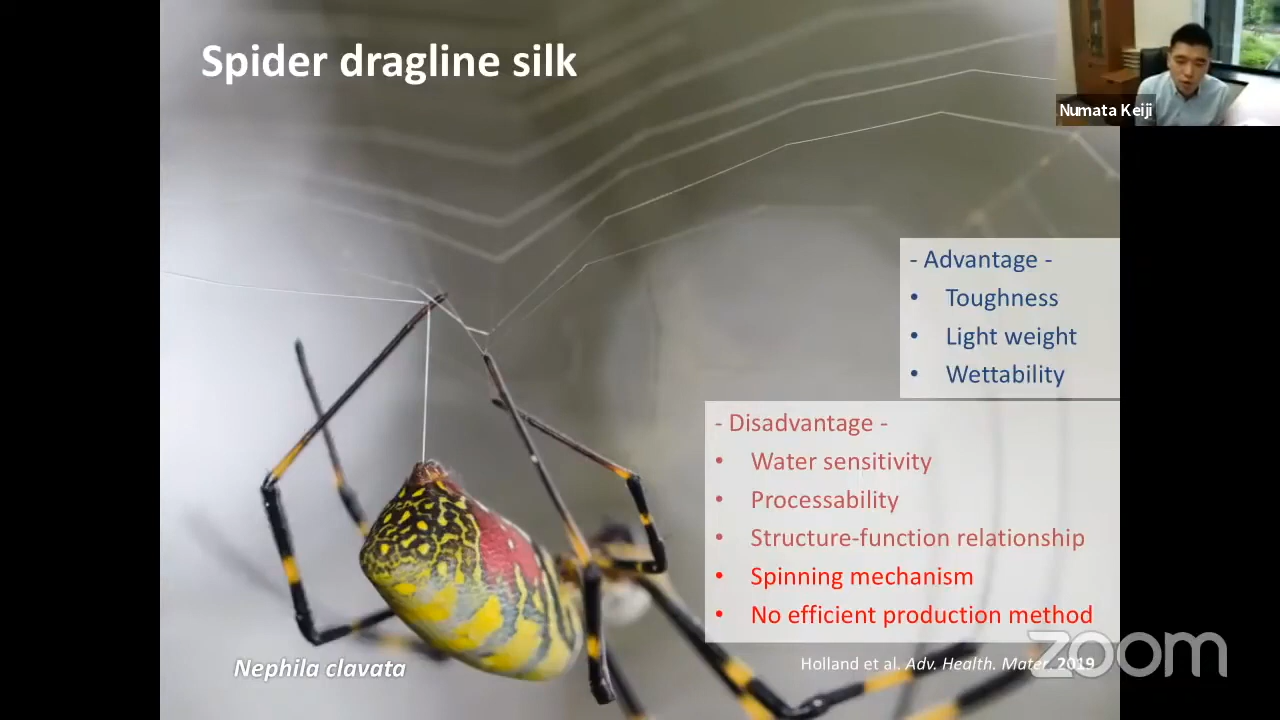 Spider dragline silk
Numata Keiji
- Advantage -
• Toughness
• Light weight
• Wettability
- Disadvantage -
• Water sensitivity
• Processability
• Structure-function relationship
• Spinning mechanism
• No efficient production method
Nephila clavata
Holland et al. Adv. Health. Mater. 2019
zoom